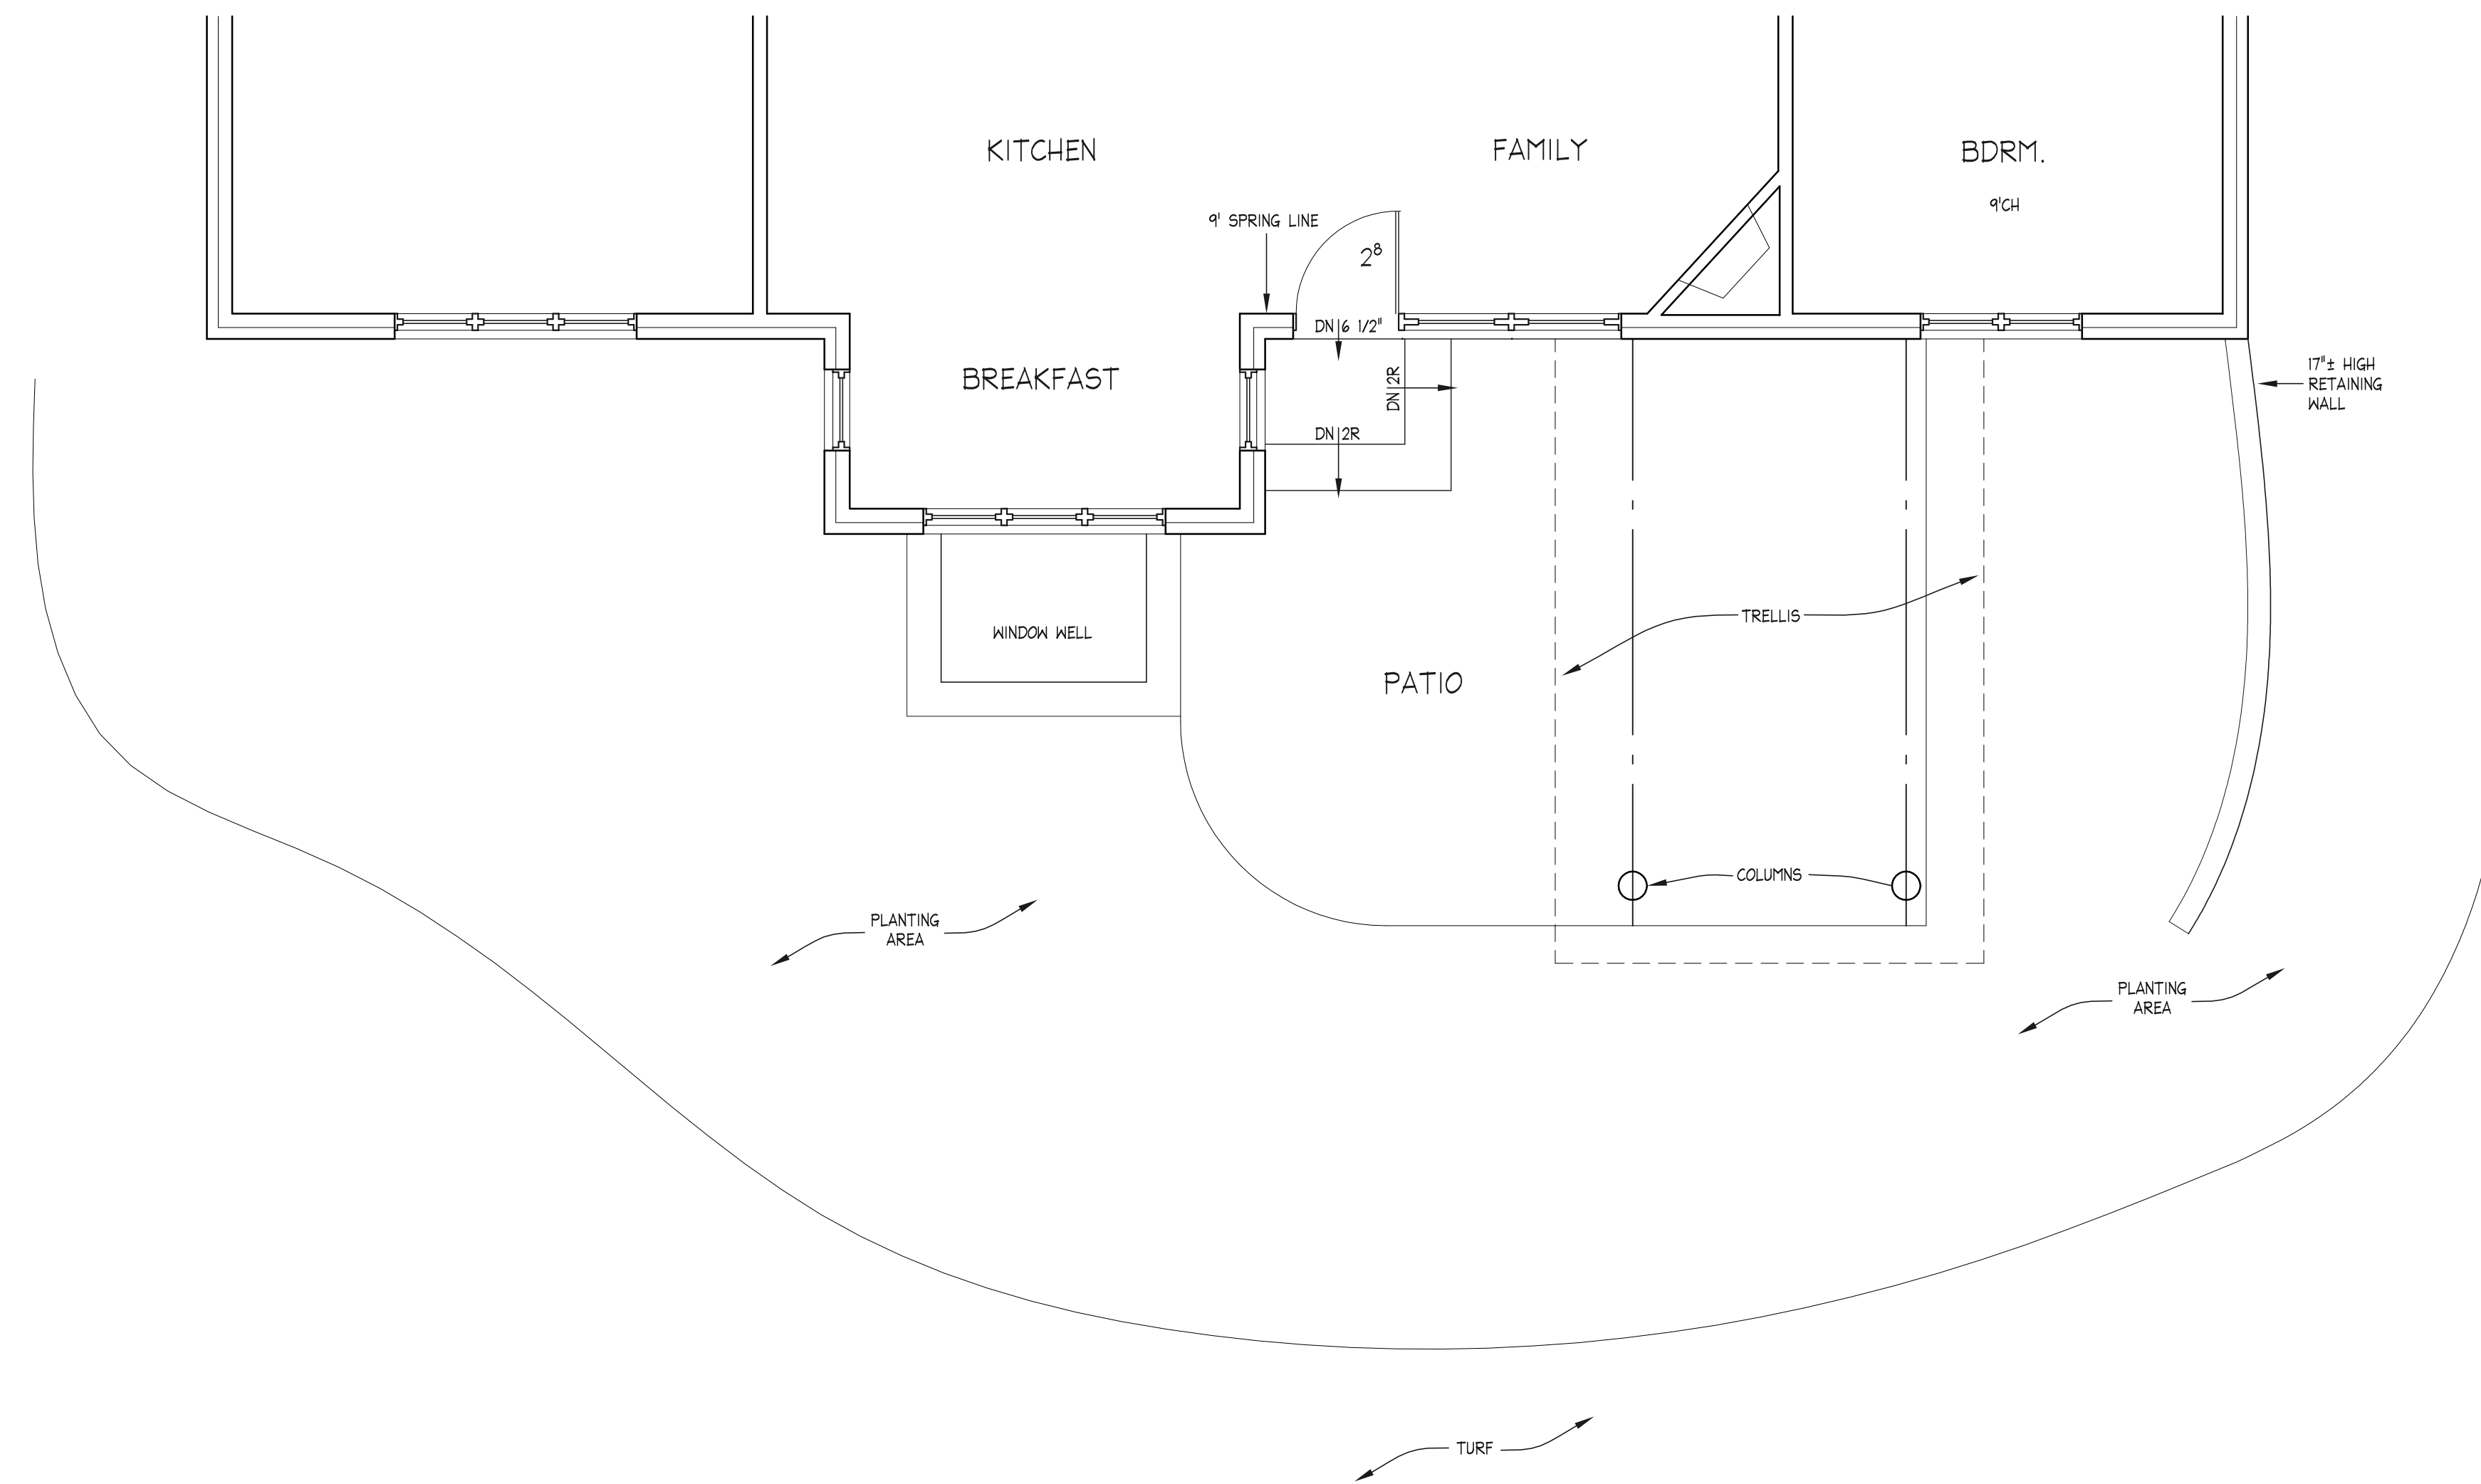 KITCHEN
FAMILY
BDRM.
9'CH
9' SPRING LINE
2⁸
DN 6 1/2"
17"± HIGH
RETAINING
WALL
BREAKFAST
DN 2R
DN 2R
TRELLIS
WINDOW WELL
PATIO
COLUMNS
PLANTING
AREA
PLANTING
AREA
TURF